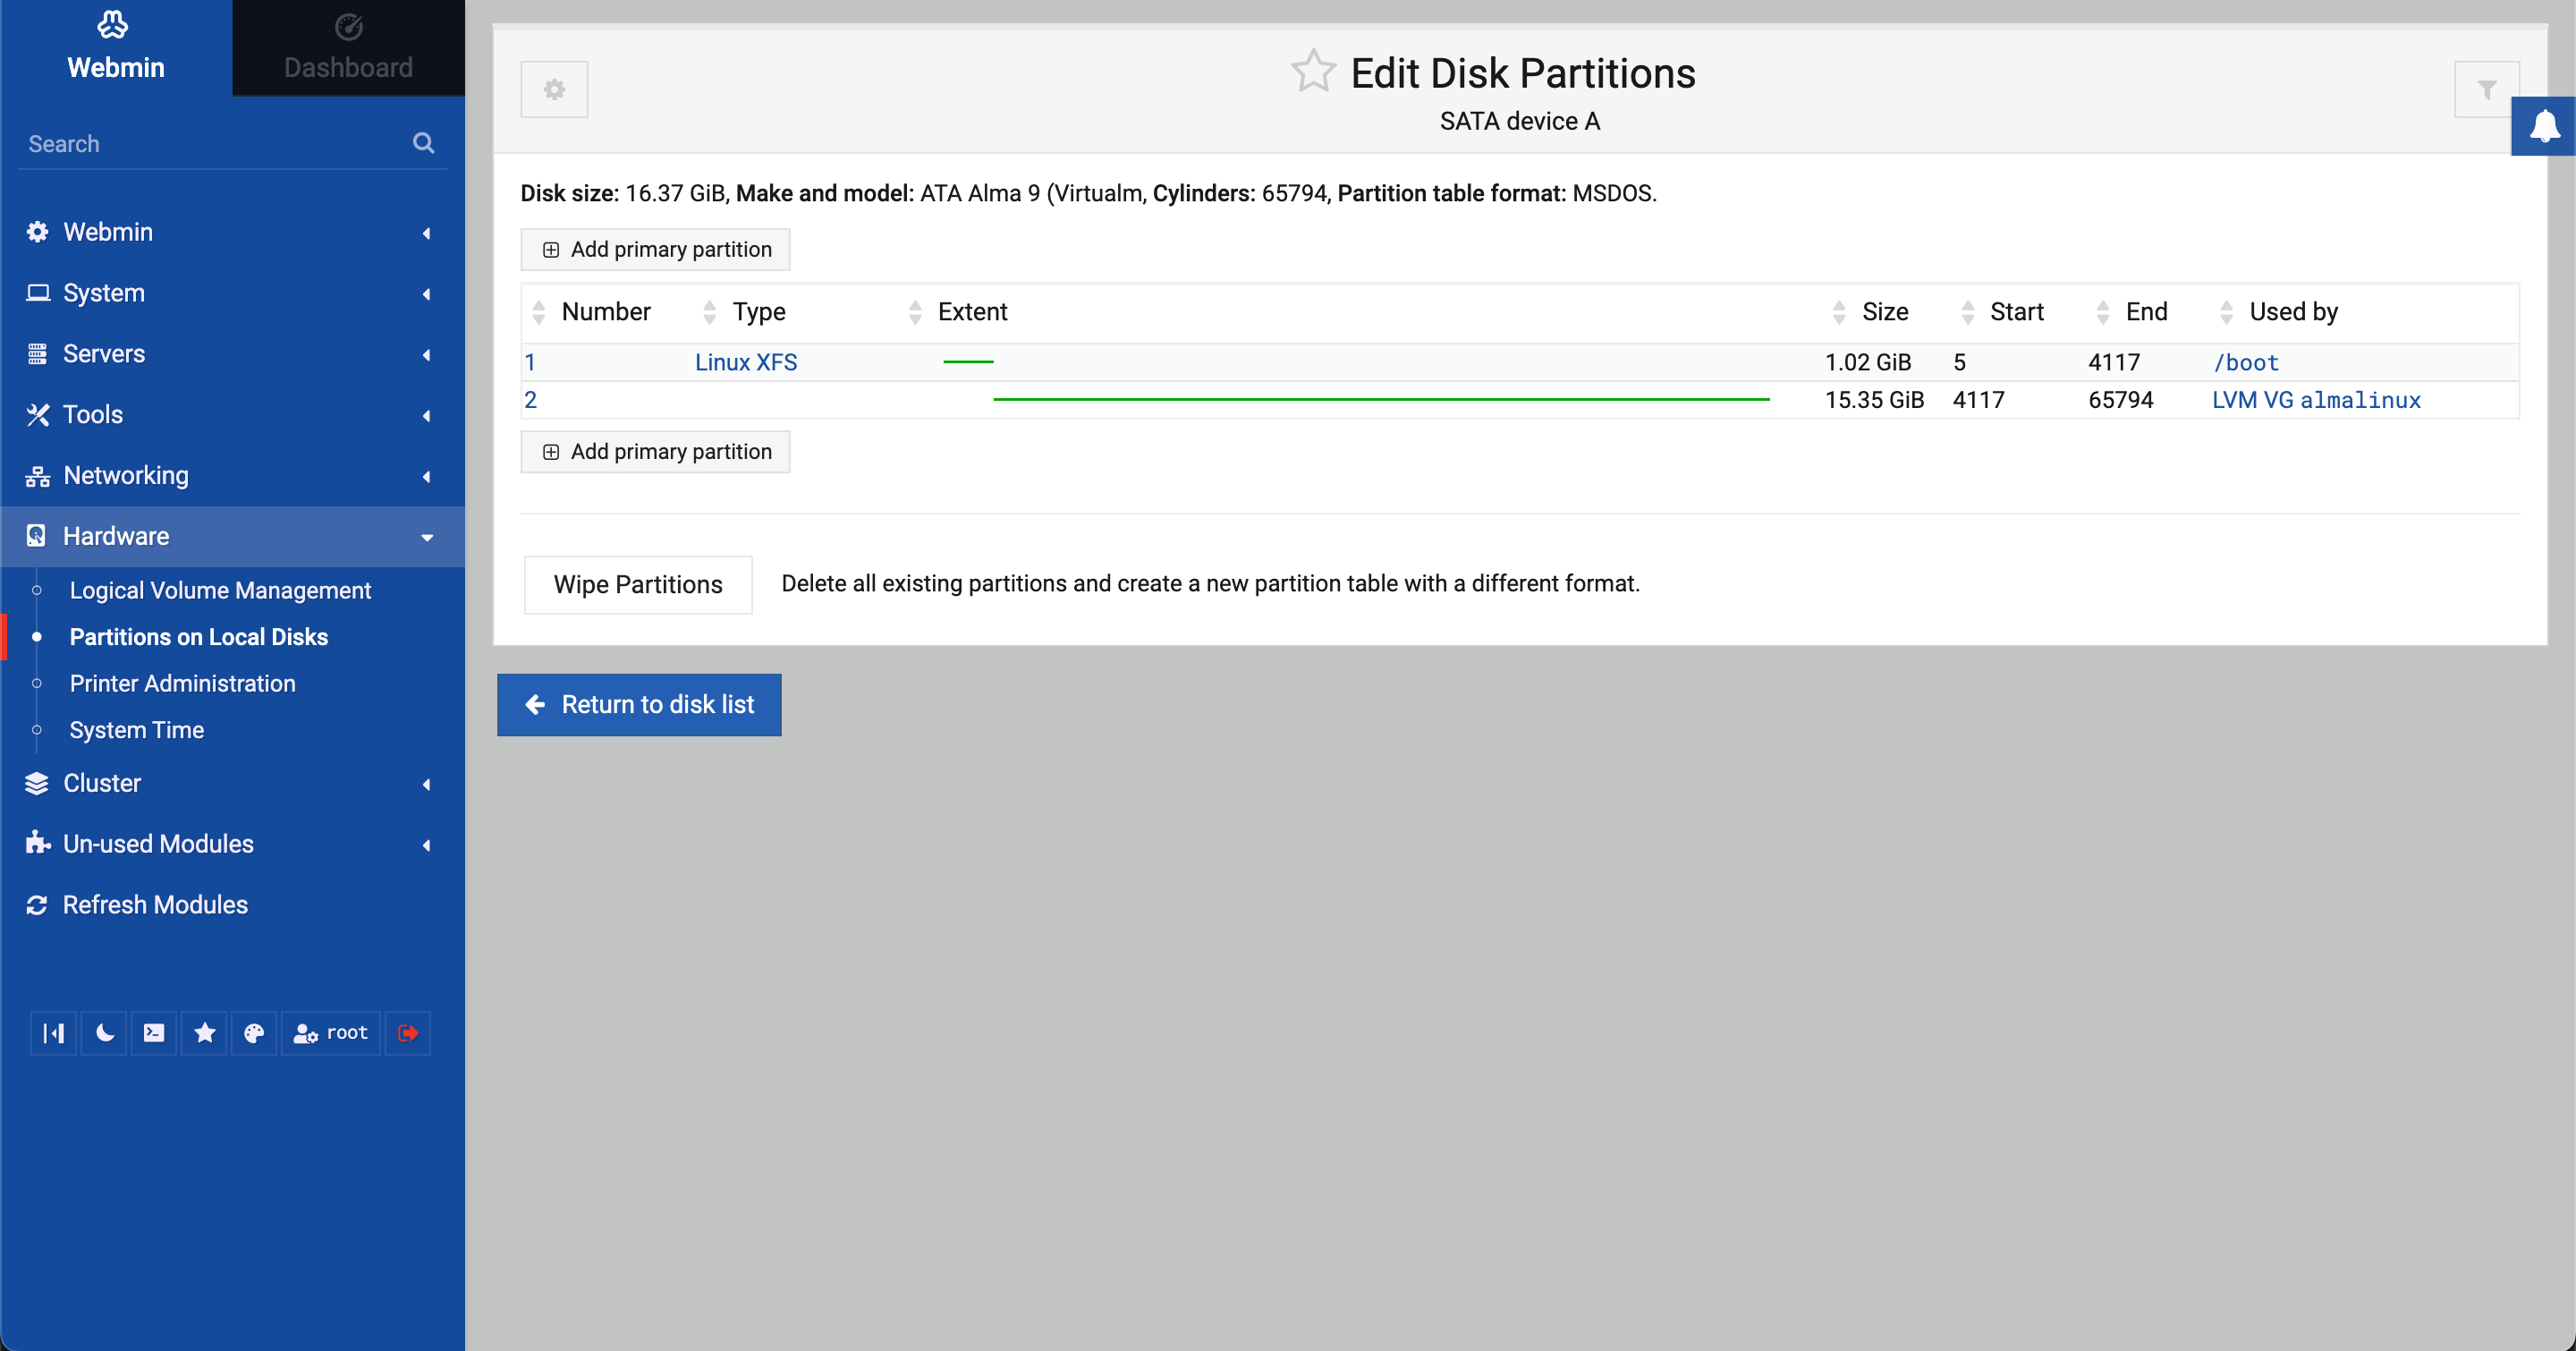 Webmin
Dashboard
Search
Webmin
System
Servers
Tools
Networking
Hardware
Logical Volume Management
Partitions on Local Disks
Printer Administration
System Time
Cluster
Un-used Modules
Refresh Modules
root
Edit Disk Partitions
SATA device A
Disk size: 16.37 GiB, Make and model: ATA Alma 9 (Virtualm, Cylinders: 65794, Partition table format: MSDOS.
Add primary partition
Number Type Extent Size Start End Used by
1 Linux XFS 1.02 GiB 5 4117 /boot
2 15.35 GiB 4117 65794 LVM VG almalinux
Add primary partition
Wipe Partitions Delete all existing partitions and create a new partition table with a different format.
Return to disk list